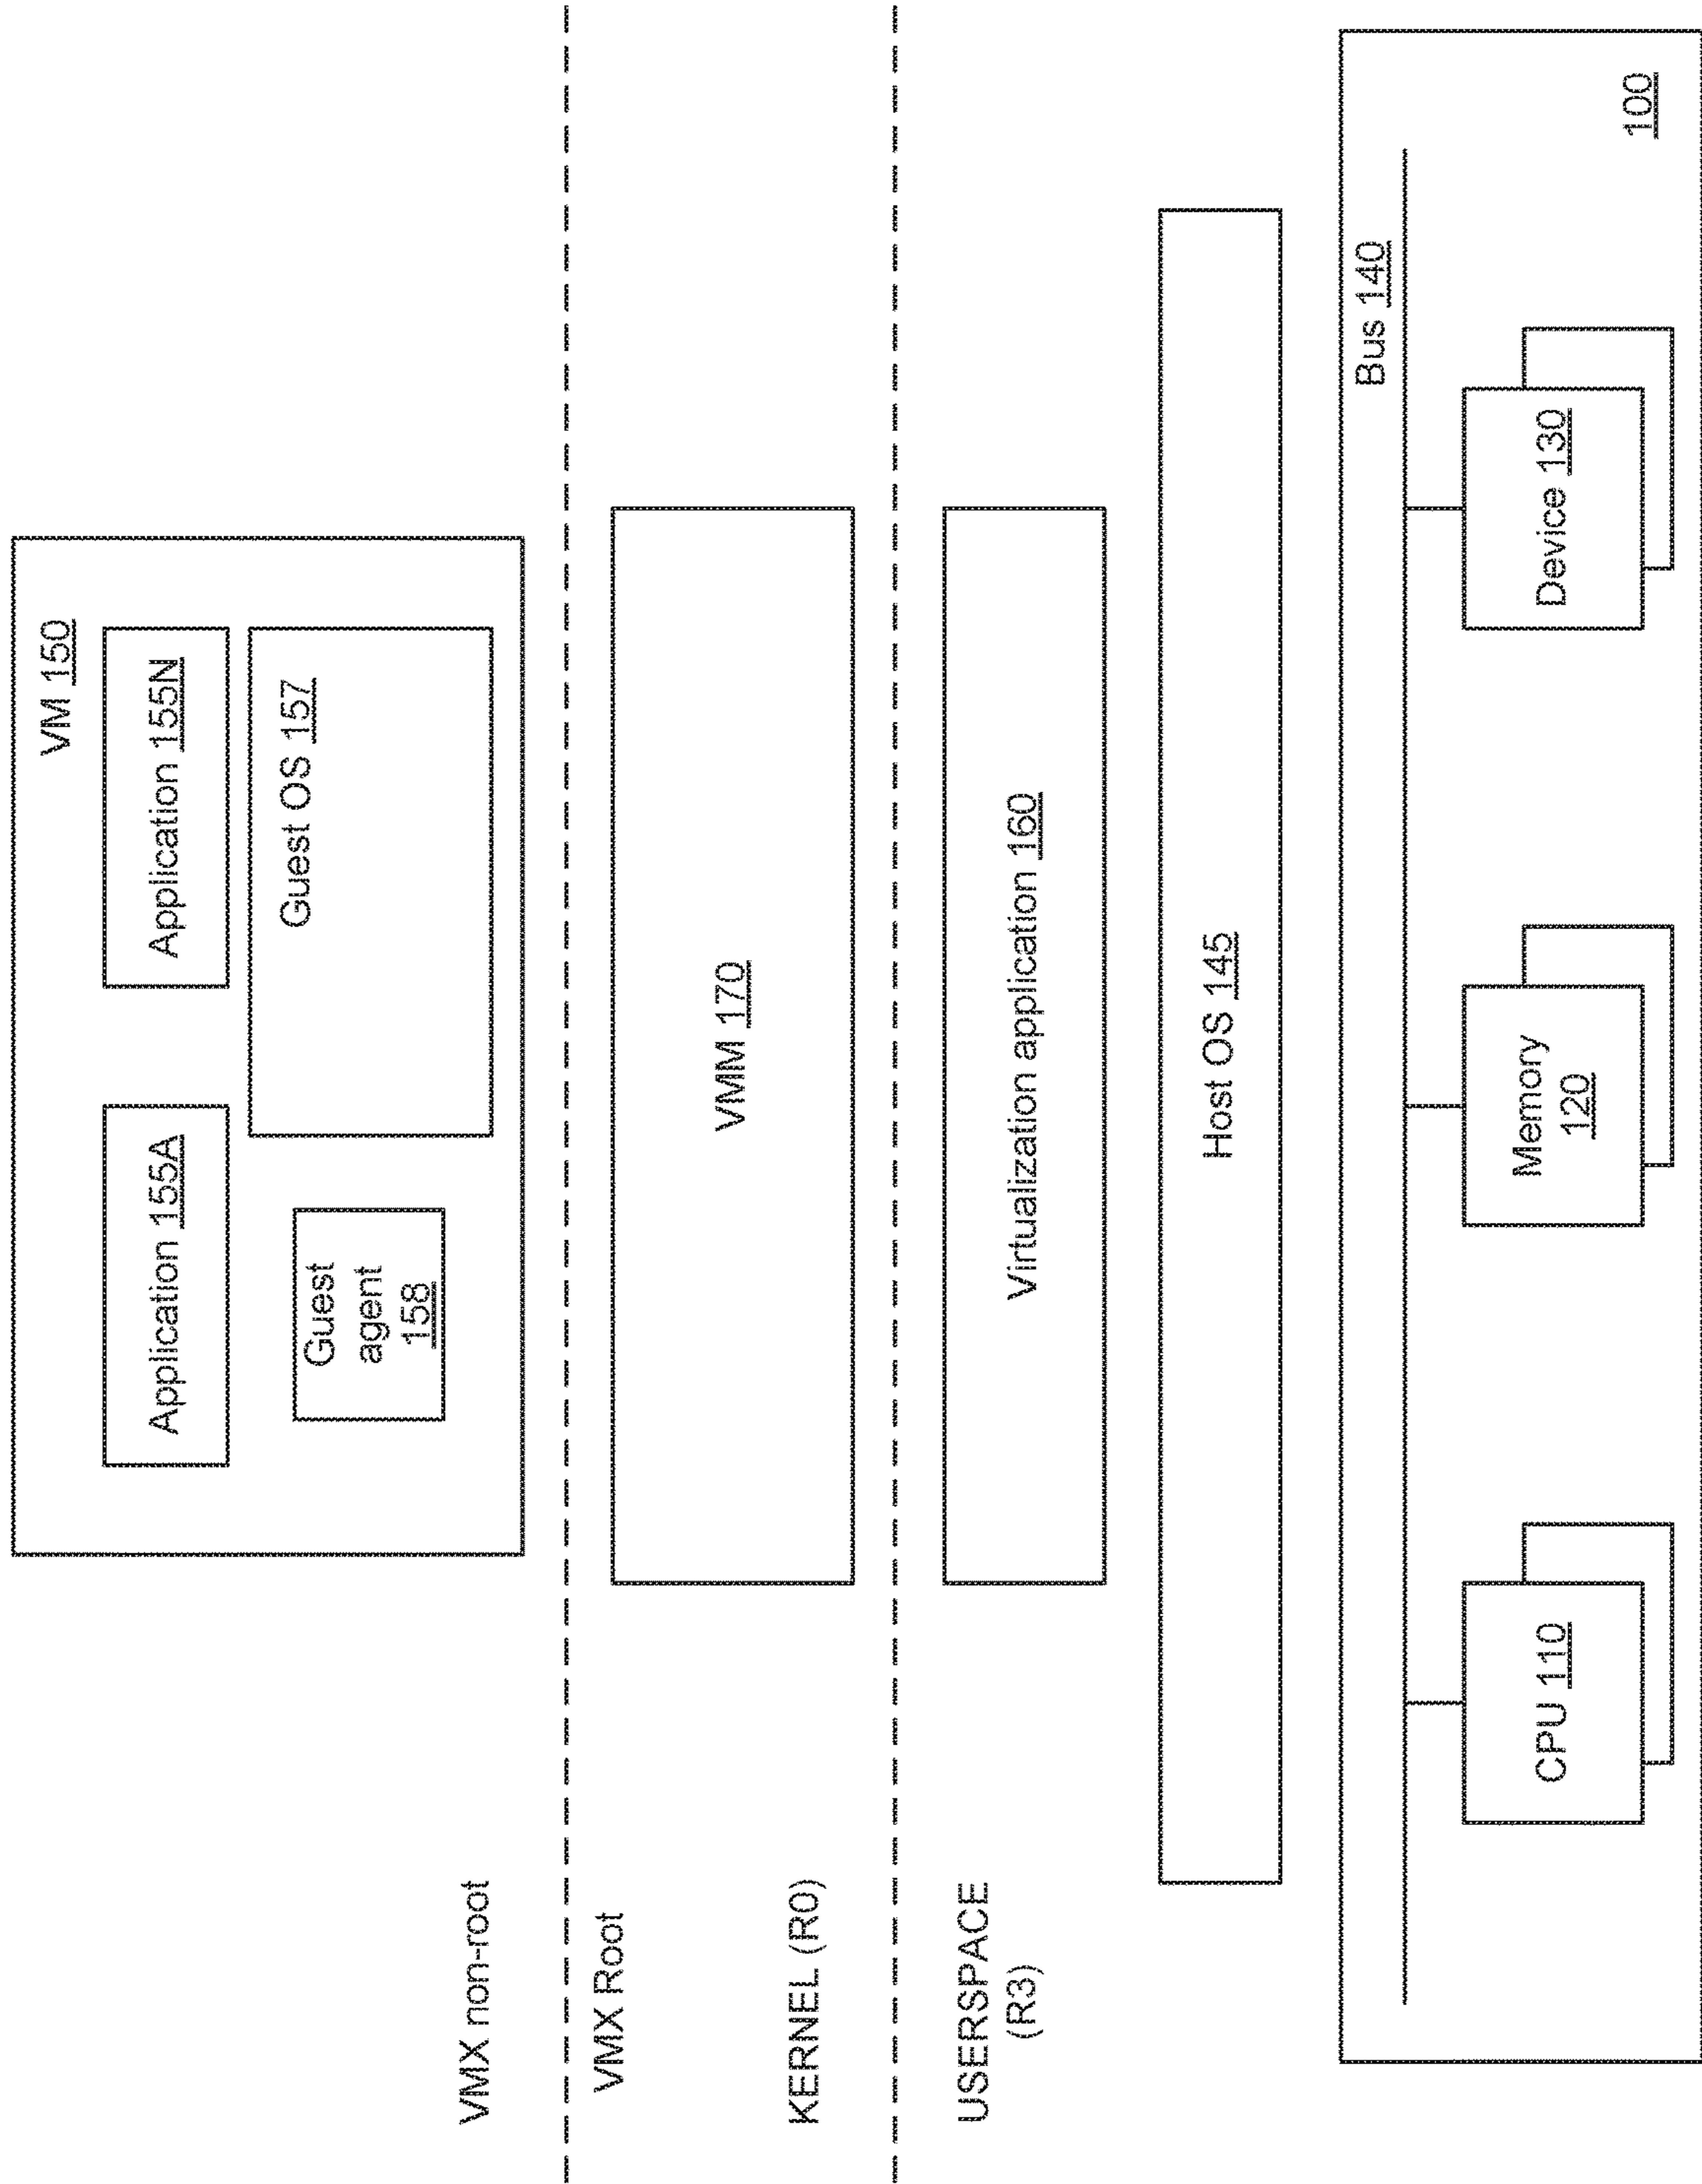 VM 150
Application 155A
Application 155N
Guest OS 157
Guest
agent
158
VMX non-root
VMX Root
VMM 170
KERNEL (R0)
USERSPACE
(R3)
Virtualization application 160
Host OS 145
Bus 140
CPU 110
Memory
120
Device 130
100